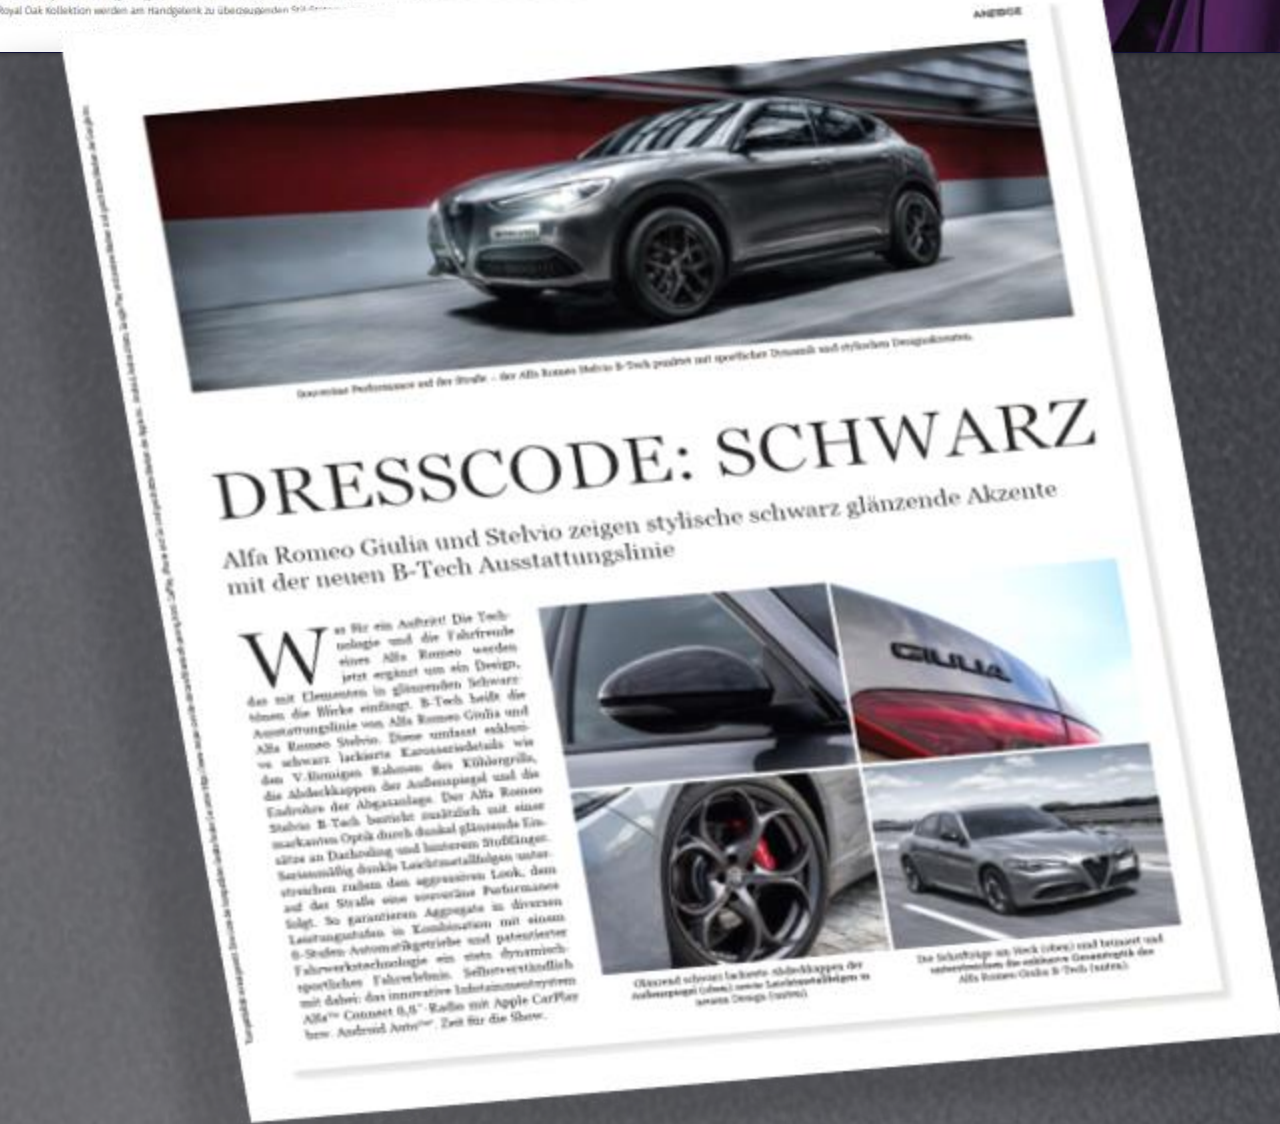 Royal Oak Kollektion werden am Handgelenk zu überzeugenden
ANZEIGE
Souveräne Performance auf der Straße – der Alfa Romeo Stelvio B-Tech punktet mit sportlicher Dynamik und stylischen Designakzenten.
DRESSCODE: SCHWARZ
Alfa Romeo Giulia und Stelvio zeigen stylische schwarz glänzende Akzente
mit der neuen B-Tech Ausstattungslinie
Was für ein Auftritt! Die Tech-
nologie und die Fahrfreude
eines Alfa Romeo werden
jetzt ergänzt um ein Design,
das mit Elementen in glänzenden Schwarz-
tönen die Blicke einfängt. B-Tech heißt die
Ausstattungslinie von Alfa Romeo Giulia und
Alfa Romeo Stelvio. Diese umfasst exklusi-
ve schwarz lackierte Karosseriedetails wie
den V-förmigen Rahmen des Kühlergrills,
die Abdeckkappen der Außenspiegel und die
Endrohre der Abgasanlage. Der Alfa Romeo
Stelvio B-Tech besticht zusätzlich mit einer
markanten Optik durch dunkel glänzende Ein-
sätze an Dachreling und hinterem Stoßfänger.
Serienmäßig dunkle Leichtmetallfelgen unter-
streichen zudem den aggressiven Look, dem
auf der Straße eine souveräne Performance
folgt. So garantieren Aggregate in diversen
Leistungsstufen in Kombination mit einem
8-Stufen-Automatikgetriebe und patentierter
Fahrwerkstechnologie ein stets dynamisch-
sportliches Fahrerlebnis. Selbstverständlich
mit dabei: das innovative Infotainmentsystem
Alfa™ Connect 8,8"-Radio mit Apple CarPlay
bzw. Android Auto™. Zeit für die Show.
GIULIA
Glänzend schwarz lackierte Abdeckkappen der
Außenspiegel (oben) sowie Leichtmetallfelgen in
neuem Design (unten).
Die Schriftzüge am Heck (oben) sind brüniert und
unterstreichen die exklusive Gesamtoptik der
Alfa Romeo Giulia B-Tech (unten).